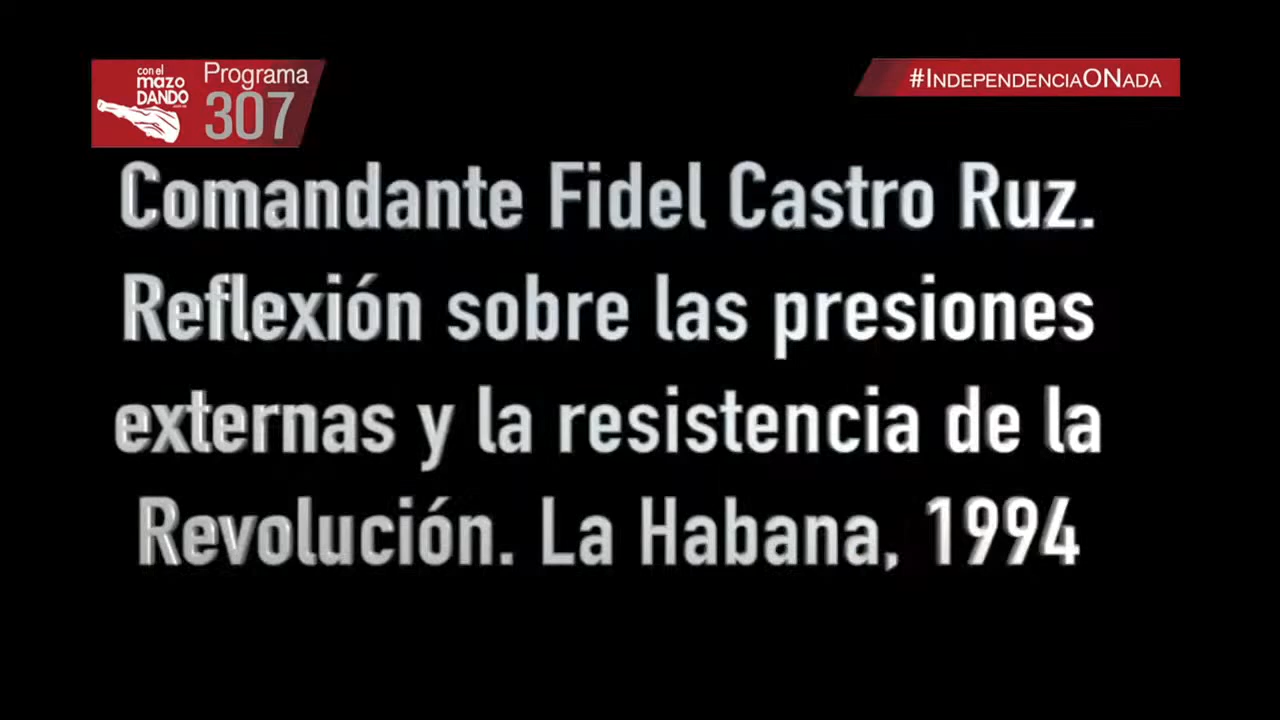 con el
mazo
DANDO
Programa
307
#INDEPENDENCIAONADA
Comandante Fidel Castro Ruz.
Reflexión sobre las presiones
externas y la resistencia de la
Revolución. La Habana, 1994